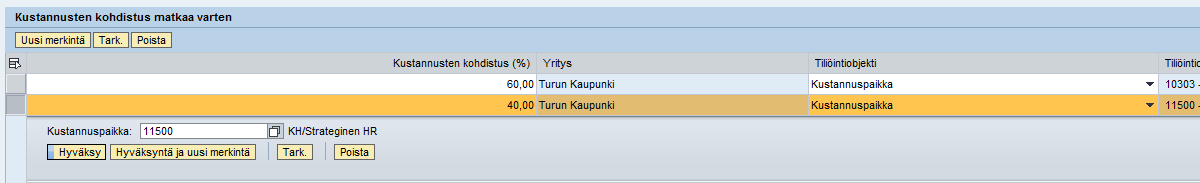 Kustannusten kohdistus matkaa varten
Uusi merkintä Tark. Poista
Kustannusten kohdistus (%) Yritys Tiliöintiobjekti Tiliöintio
60,00 Turun Kaupunki Kustannuspaikka 10303 -
40,00 Turun Kaupunki Kustannuspaikka 11500 -
Kustannuspaikka: 11500 KH/Strateginen HR
Hyväksy Hyväksyntä ja uusi merkintä Tark. Poista